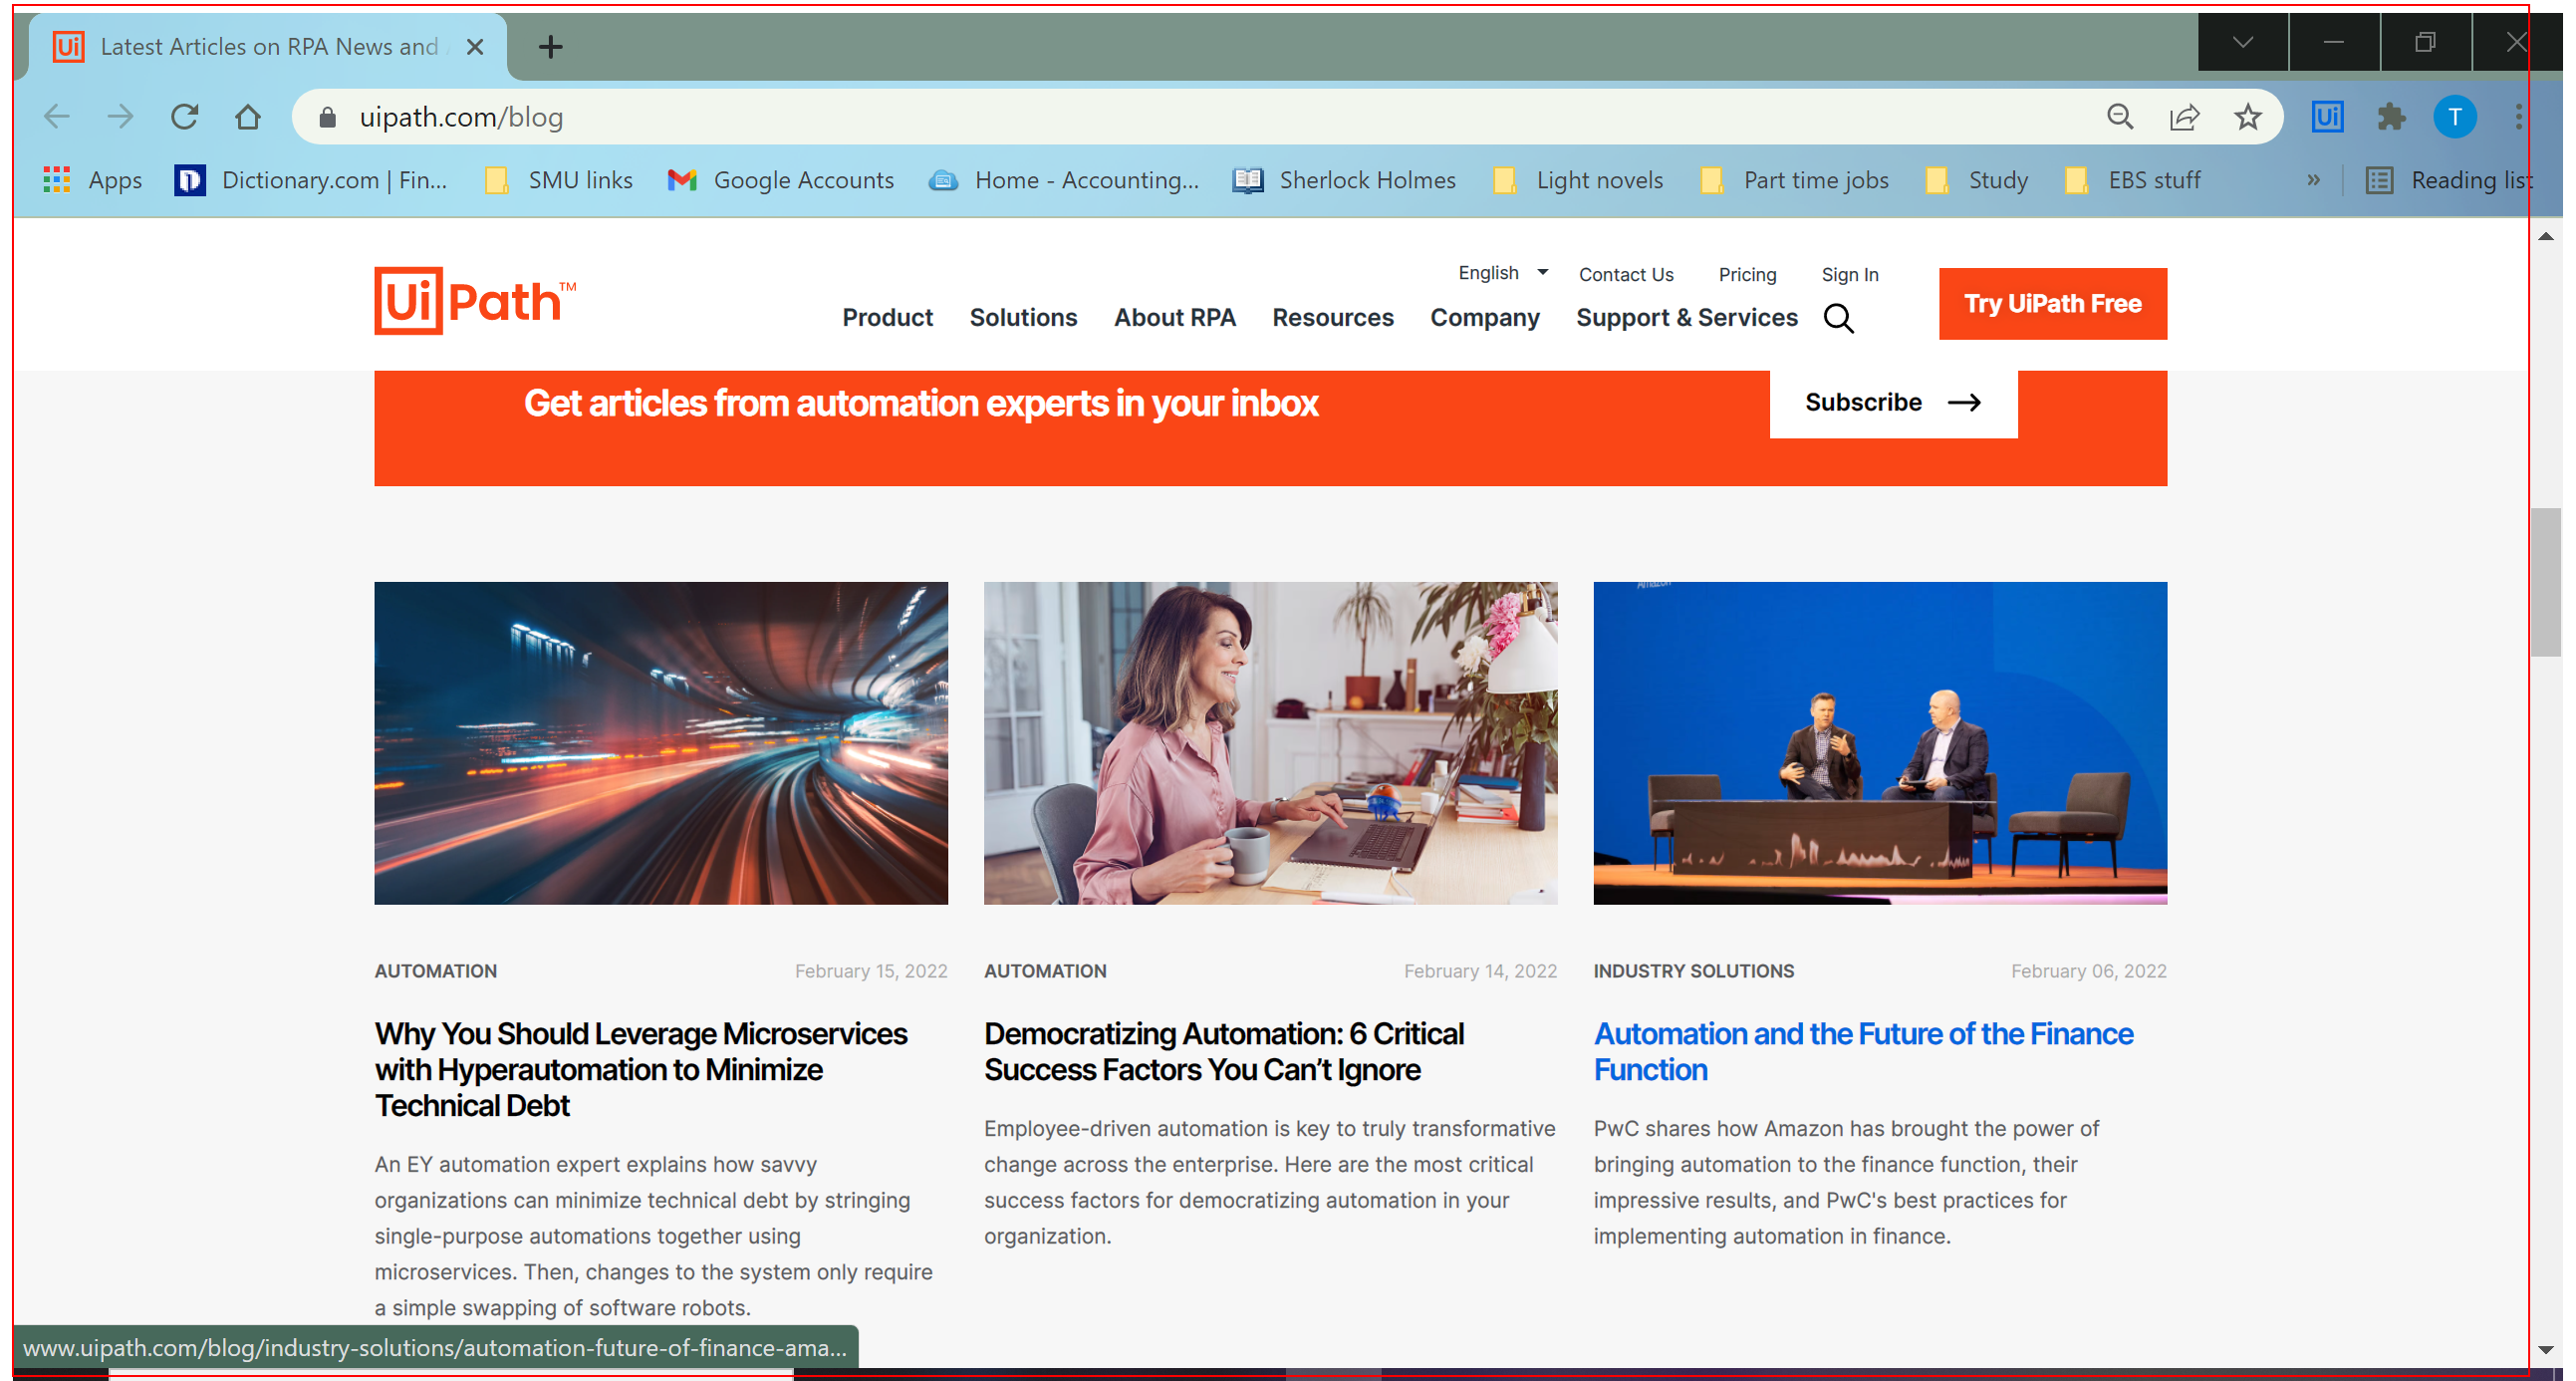 Latest Articles on RPA News and
uipath.com/blog
T
Apps
Dictionary.com | Fin...
SMU links
Google Accounts
Home - Accounting...
Sherlock Holmes
Light novels
Part time jobs
Study
EBS stuff
»
Reading list
UiPath™
English
Contact Us
Pricing
Sign In
Product
Solutions
About RPA
Resources
Company
Support & Services
Try UiPath Free
Get articles from automation experts in your inbox
Subscribe
AUTOMATION
February 15, 2022
Why You Should Leverage Microservices
with Hyperautomation to Minimize
Technical Debt
An EY automation expert explains how savvy
organizations can minimize technical debt by stringing
single-purpose automations together using
microservices. Then, changes to the system only require
a simple swapping of software robots.
AUTOMATION
February 14, 2022
Democratizing Automation: 6 Critical
Success Factors You Can’t Ignore
Employee-driven automation is key to truly transformative
change across the enterprise. Here are the most critical
success factors for democratizing automation in your
organization.
Amazon
INDUSTRY SOLUTIONS
February 06, 2022
Automation and the Future of the Finance
Function
PwC shares how Amazon has brought the power of
bringing automation to the finance function, their
impressive results, and PwC's best practices for
implementing automation in finance.
www.uipath.com/blog/industry-solutions/automation-future-of-finance-ama...